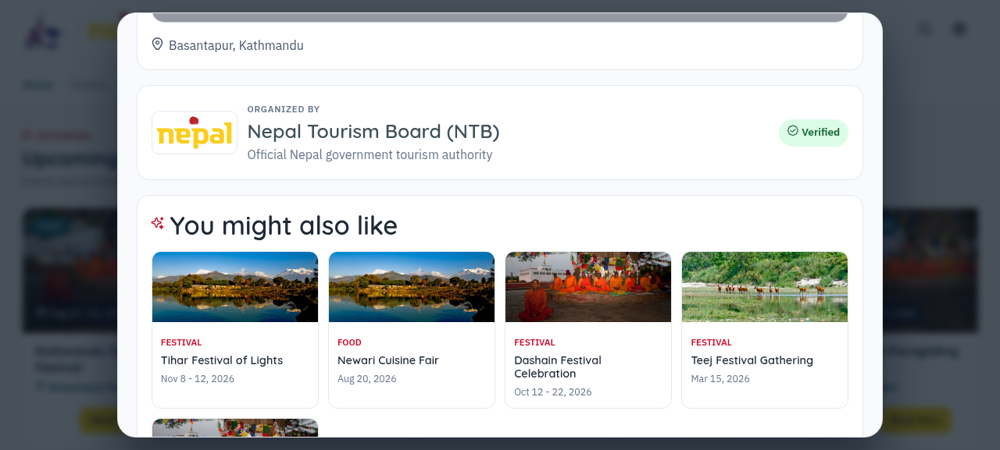 Basantapur, Kathmandu
ORGANIZED BY
nepal
Nepal Tourism Board (NTB)
Official Nepal government tourism authority
Verified
You might also like
FESTIVAL
Tihar Festival of Lights
Nov 8 - 12, 2026
FOOD
Newari Cuisine Fair
Aug 20, 2026
FESTIVAL
Dashain Festival
Celebration
Oct 12 - 22, 2026
FESTIVAL
Teej Festival Gathering
Mar 15, 2026